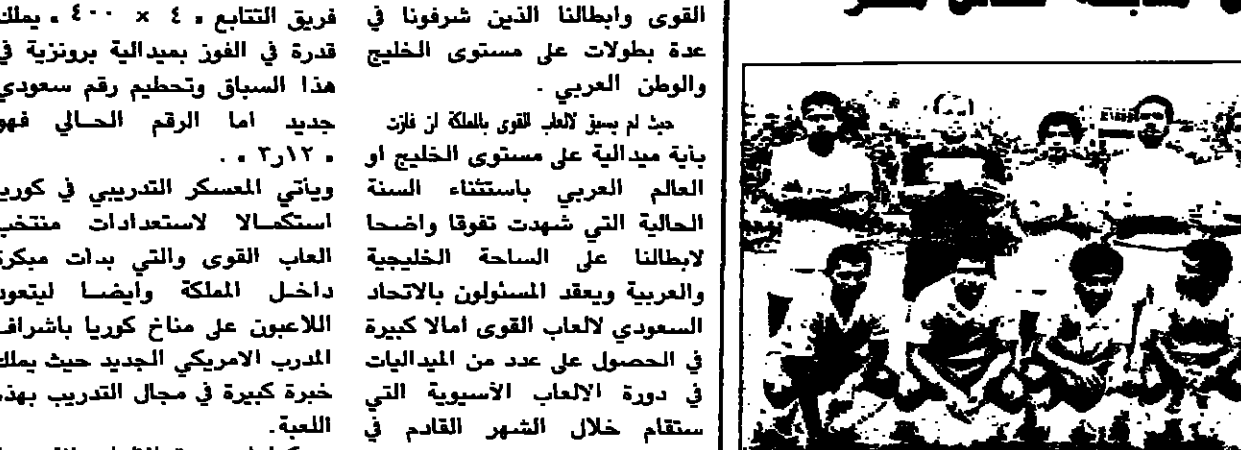 القوى وابطالنا الذين شرفونا في
عدة بطولات على مستوى الخليج
والوطن العربي .
حيث لم يسبق لالعاب القوى بالمملكة ان فازت
بأية ميدالية على مستوى الخليج او
العالم العربي باستثناء السنة
الحالية التي شهدت تفوقا واضحا
لابطالنا على الساحة الخليجية
والعربية ويعقد المسئولون بالاتحاد
السعودي لالعاب القوى آمالا كبيرة
في الحصول على عدد من الميداليات
في دورة الالعاب الآسيوية التي
ستقام خلال الشهر القادم في
فريق التتابع « ٤ × ٤٠٠ » يملك
قدرة في الفوز بميدالية برونزية في
هذا السباق وتحطيم رقم سعودي
جديد اما الرقم الحالي فهو
« ٣٫١٢ » .
ويأتي المعسكر التدريبي في كوريا
استكمالا لاستعدادات منتخب
العاب القوى والتي بدأت مبكرة
داخل المملكة وأيضا ليتعود
اللاعبون على مناخ كوريا باشراف
المدرب الامريكي الجديد حيث يملك
خبرة كبيرة في مجال التدريب بهذه
اللعبة .